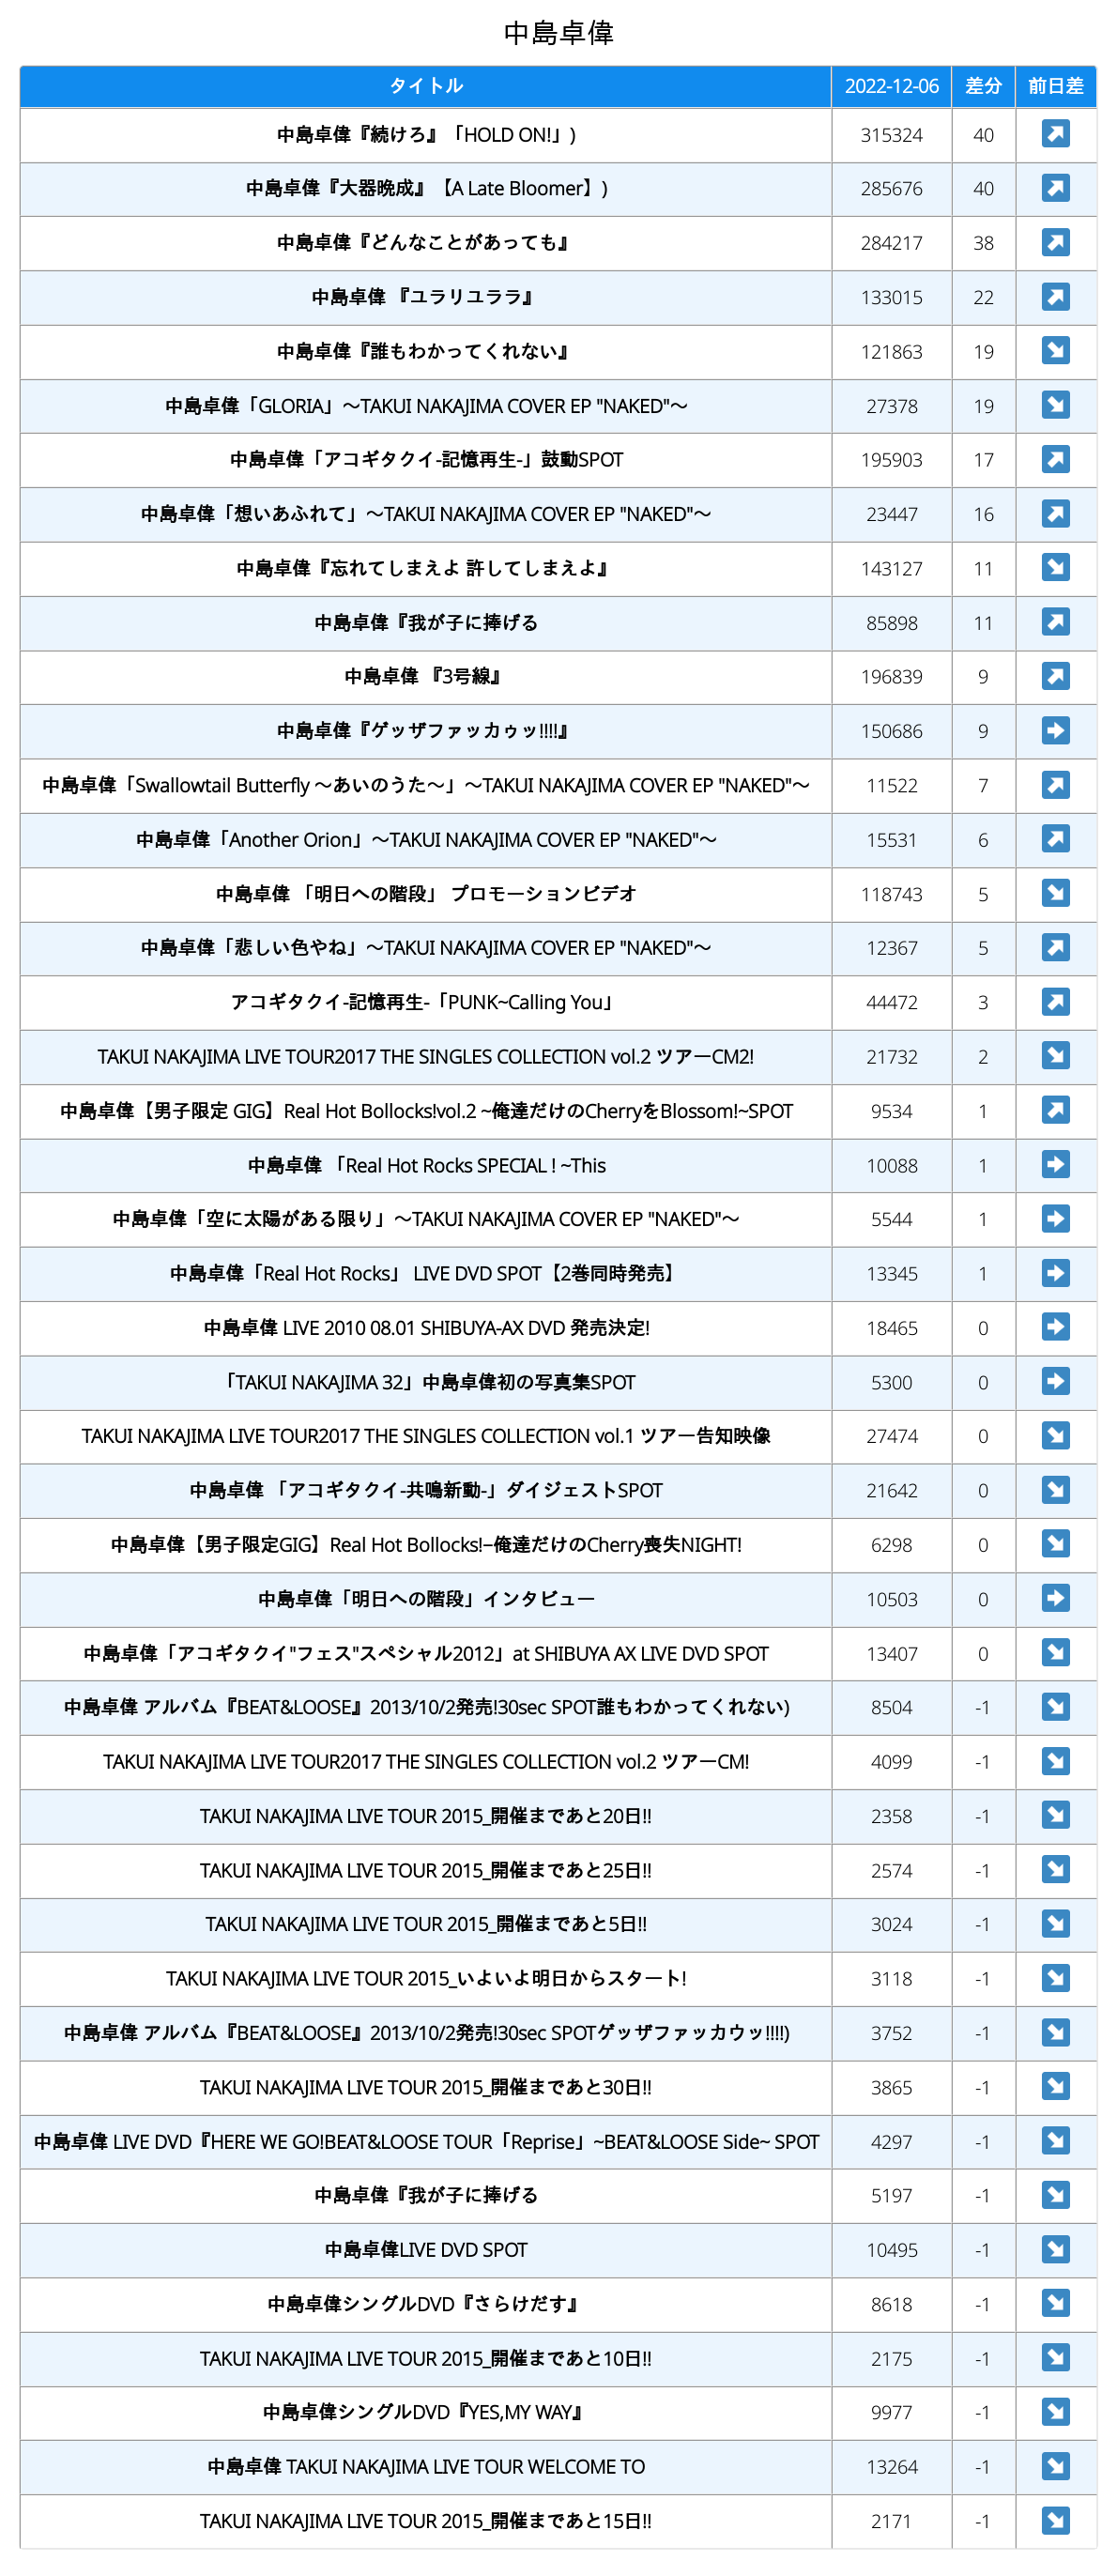 中島卓偉
タイトル 2022-12-06 差分 前日差
中島卓偉『続けろ』「HOLD ON!」) 315324 40
中島卓偉『大器晩成』【A Late Bloomer】) 285676 40
中島卓偉『どんなことがあっても』 284217 38
中島卓偉 『ユラリユララ』 133015 22
中島卓偉『誰もわかってくれない』 121863 19
中島卓偉「GLORIA」～TAKUI NAKAJIMA COVER EP "NAKED"～ 27378 19
中島卓偉「アコギタクイ-記憶再生-」鼓動SPOT 195903 17
中島卓偉「想いあふれて」～TAKUI NAKAJIMA COVER EP "NAKED"～ 23447 16
中島卓偉『忘れてしまえよ 許してしまえよ』 143127 11
中島卓偉『我が子に捧げる 85898 11
中島卓偉 『3号線』 196839 9
中島卓偉『ゲッザファッカゥッ!!!!』 150686 9
中島卓偉「Swallowtail Butterfly ～あいのうた～」～TAKUI NAKAJIMA COVER EP "NAKED"～ 11522 7
中島卓偉「Another Orion」～TAKUI NAKAJIMA COVER EP "NAKED"～ 15531 6
中島卓偉 「明日への階段」 プロモーションビデオ 118743 5
中島卓偉「悲しい色やね」～TAKUI NAKAJIMA COVER EP "NAKED"～ 12367 5
アコギタクイ-記憶再生-「PUNK~Calling You」 44472 3
TAKUI NAKAJIMA LIVE TOUR2017 THE SINGLES COLLECTION vol.2 ツアーCM2! 21732 2
中島卓偉【男子限定 GIG】Real Hot Bollocks!vol.2 ~俺達だけのCherryをBlossom!~SPOT 9534 1
中島卓偉 「Real Hot Rocks SPECIAL ! ~This 10088 1
中島卓偉「空に太陽がある限り」～TAKUI NAKAJIMA COVER EP "NAKED"～ 5544 1
中島卓偉「Real Hot Rocks」 LIVE DVD SPOT【2巻同時発売】 13345 1
中島卓偉 LIVE 2010 08.01 SHIBUYA-AX DVD 発売決定! 18465 0
「TAKUI NAKAJIMA 32」中島卓偉初の写真集SPOT 5300 0
TAKUI NAKAJIMA LIVE TOUR2017 THE SINGLES COLLECTION vol.1 ツアー告知映像 27474 0
中島卓偉 「アコギタクイ-共鳴新動-」ダイジェストSPOT 21642 0
中島卓偉【男子限定GIG】Real Hot Bollocks!−俺達だけのCherry喪失NIGHT! 6298 0
中島卓偉「明日への階段」インタビュー 10503 0
中島卓偉「アコギタクイ"フェス"スペシャル2012」at SHIBUYA AX LIVE DVD SPOT 13407 0
中島卓偉 アルバム『BEAT&LOOSE』2013/10/2発売!30sec SPOT誰もわかってくれない) 8504 -1
TAKUI NAKAJIMA LIVE TOUR2017 THE SINGLES COLLECTION vol.2 ツアーCM! 4099 -1
TAKUI NAKAJIMA LIVE TOUR 2015_開催まであと20日!! 2358 -1
TAKUI NAKAJIMA LIVE TOUR 2015_開催まであと25日!! 2574 -1
TAKUI NAKAJIMA LIVE TOUR 2015_開催まであと5日!! 3024 -1
TAKUI NAKAJIMA LIVE TOUR 2015_いよいよ明日からスタート! 3118 -1
中島卓偉 アルバム『BEAT&LOOSE』2013/10/2発売!30sec SPOTゲッザファッカウッ!!!!) 3752 -1
TAKUI NAKAJIMA LIVE TOUR 2015_開催まであと30日!! 3865 -1
中島卓偉 LIVE DVD『HERE WE GO!BEAT&LOOSE TOUR「Reprise」~BEAT&LOOSE Side~ SPOT 4297 -1
中島卓偉『我が子に捧げる 5197 -1
中島卓偉LIVE DVD SPOT 10495 -1
中島卓偉シングルDVD『さらけだす』 8618 -1
TAKUI NAKAJIMA LIVE TOUR 2015_開催まであと10日!! 2175 -1
中島卓偉シングルDVD『YES,MY WAY』 9977 -1
中島卓偉 TAKUI NAKAJIMA LIVE TOUR WELCOME TO 13264 -1
TAKUI NAKAJIMA LIVE TOUR 2015_開催まであと15日!! 2171 -1